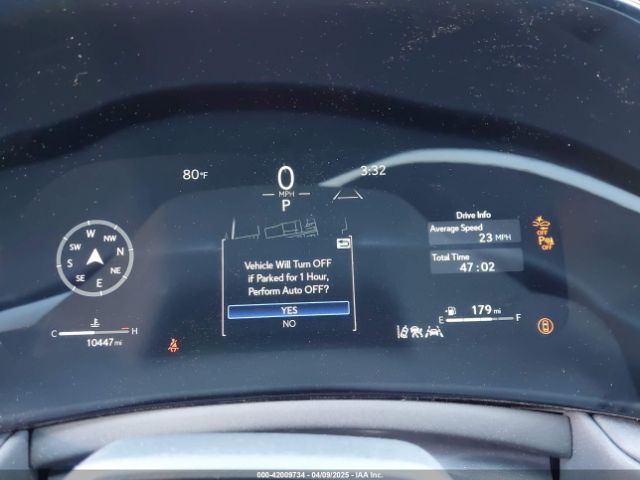 80°F
0
MPH
P
3:32
W
SW
NW
S
N
SE
NE
E
Vehicle Will Turn OFF
if Parked for 1 Hour,
Perform Auto OFF?
YES
NO
Drive Info
Average Speed
23 MPH
Total Time
47:02
OFF
OFF
C H
10447 mi
179 mi
E F
000-42009734 - 04/09/2025 - IAA Inc.